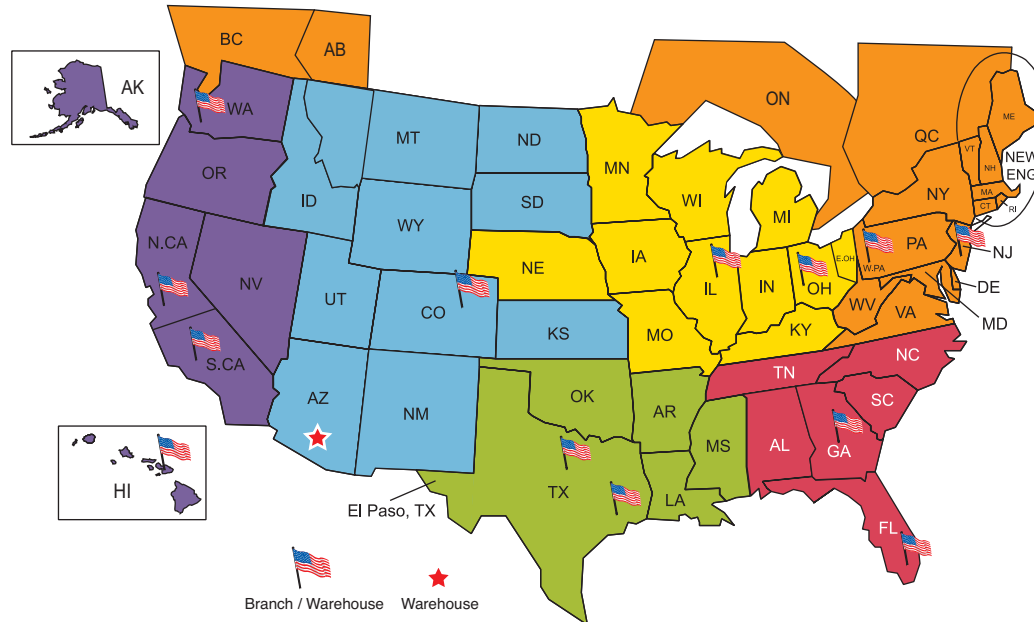 BC
AB
AK
WA
MT
ND
MN
ON
QC
ME
VT
NH
NEW
ENG
MA
CT
RI
OR
ID
SD
WI
MI
NY
WY
N.CA
NV
UT
CO
NE
IA
IL
IN
OH
E.OH
W.PA
PA
NJ
DE
MD
WV
VA
KS
MO
KY
S.CA
AZ
NM
OK
AR
TN
NC
SC
MS
AL
GA
HI
El Paso, TX
TX
LA
FL
Branch / Warehouse
Warehouse